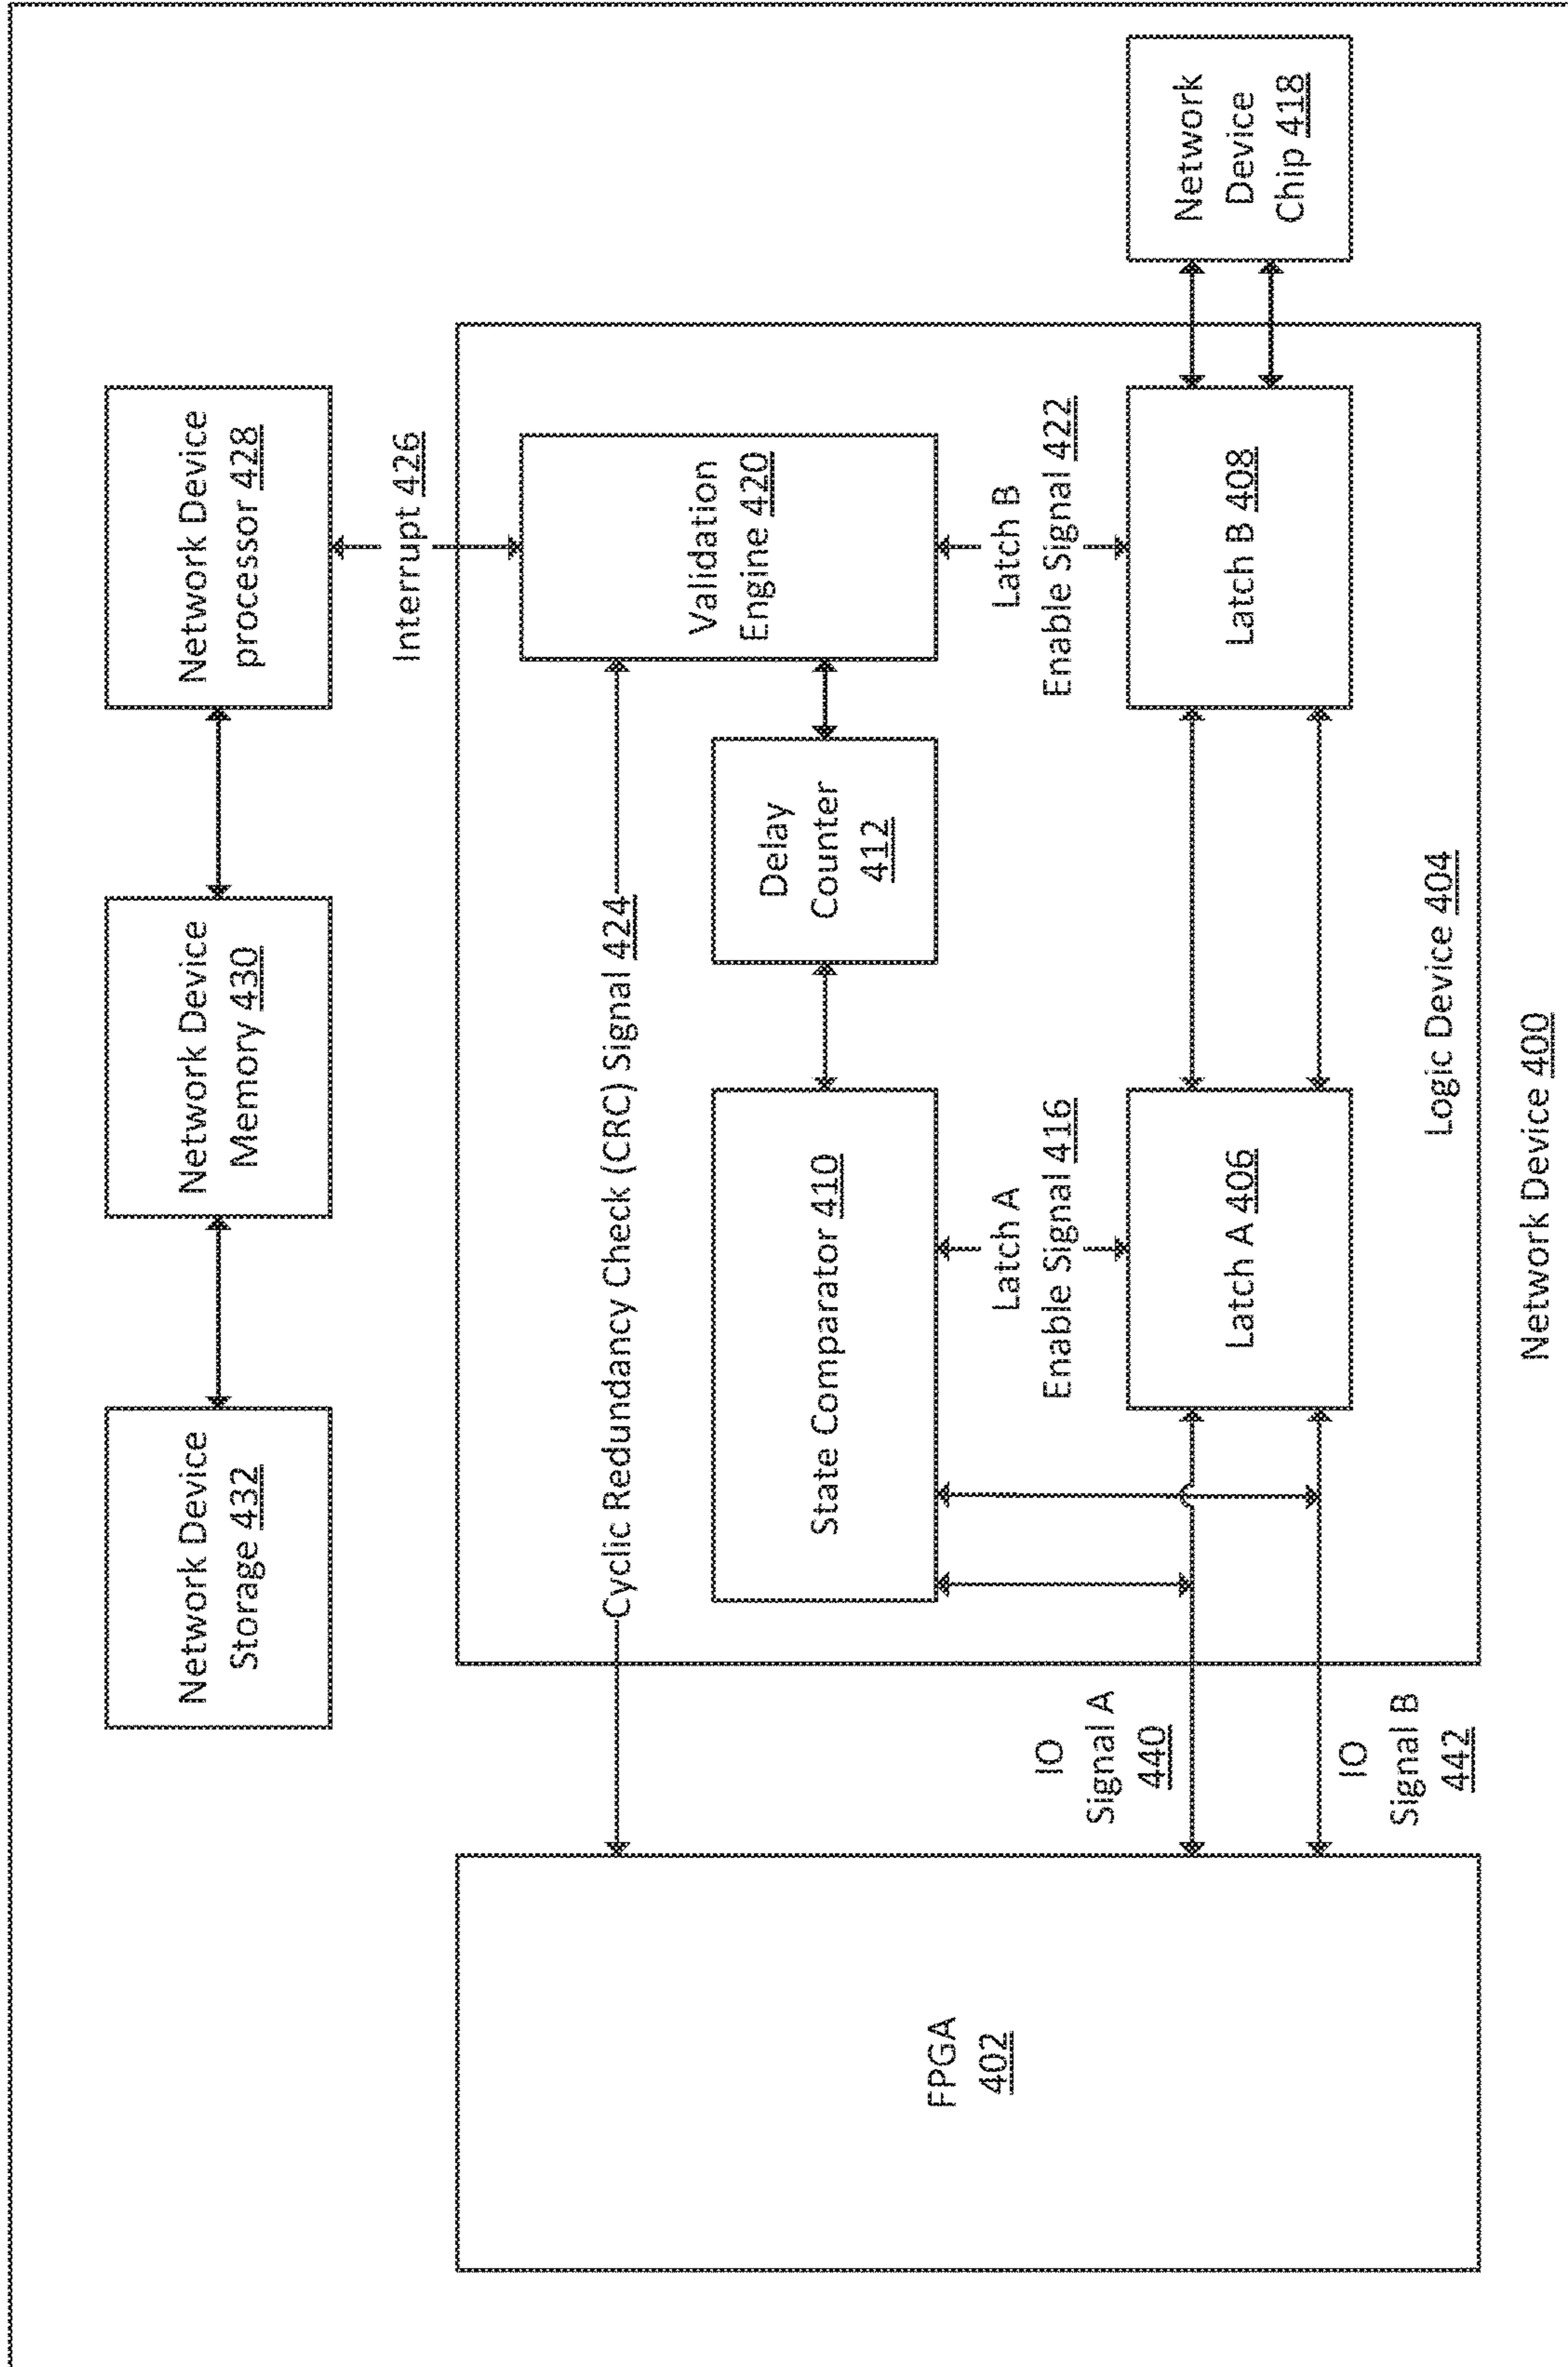 Network Device
Storage 432
Network Device
Memory 430
Network Device
processor 428
Interrupt 426
Cyclic Redundancy Check (CRC) Signal 424
Validation
Engine 420
State Comparator 410
Delay
Counter
412
Latch A
Enable Signal 416
Latch B
Enable Signal 422
FPGA
402
IO
Signal A
440
IO
Signal B
442
Latch A 406
Latch B 408
Network
Device
Chip 418
Logic Device 404
Network Device 400